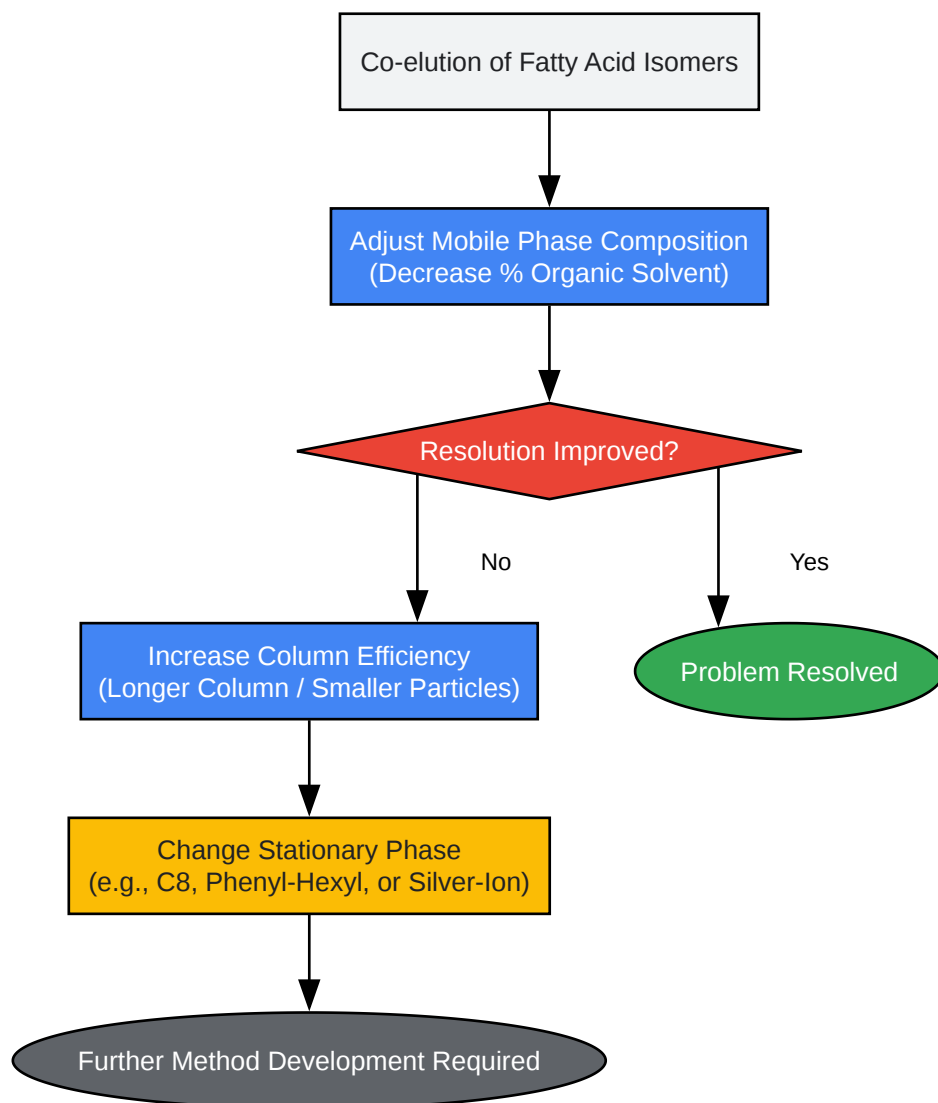 Co-elution of Fatty Acid Isomers
Adjust Mobile Phase Composition
(Decrease % Organic Solvent)
Resolution Improved?
No
Yes
Increase Column Efficiency
(Longer Column / Smaller Particles)
Problem Resolved
Change Stationary Phase
(e.g., C8, Phenyl-Hexyl, or Silver-Ion)
Further Method Development Required